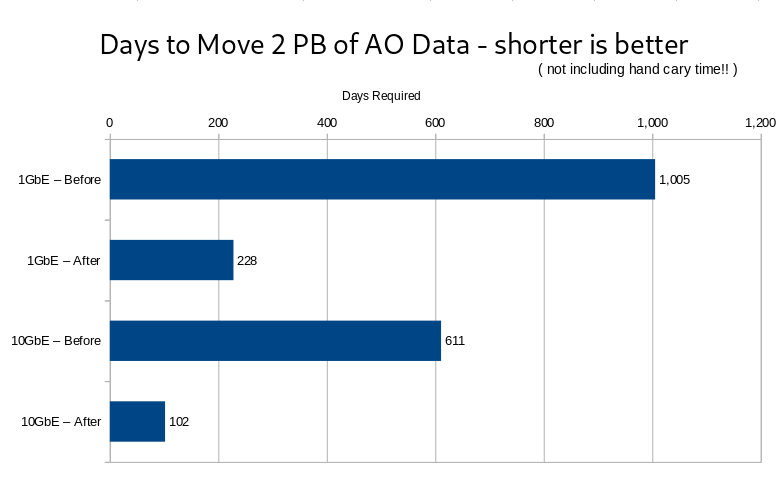 Days to Move 2 PB of AO Data - shorter is better
( not including hand cary time!! )
Days Required
0 200 400 600 800 1,000 1,200
1GbE – Before 1,005
1GbE – After 228
10GbE – Before 611
10GbE – After 102